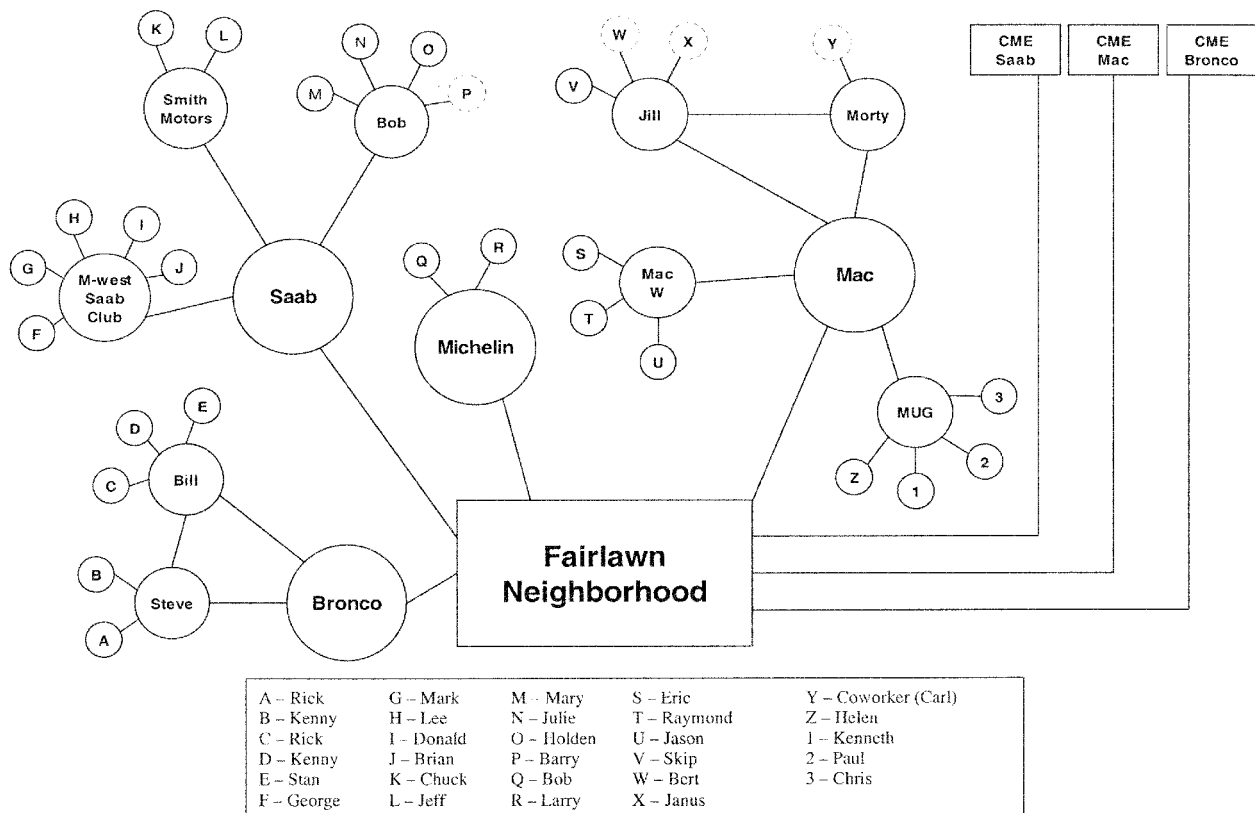 K
L
Smith
Motors
N
O
M
P
Bob
W
X
V
Jill
Y
Morty
CME
Saab
CME
Mac
CME
Bronco
H
I
G
J
M-west
Saab
Club
F
Saab
Q
R
Michelin
S
Mac
W
T
U
Mac
MUG
3
2
1
Z
E
D
C
Bill
B
Steve
A
Bronco
Fairlawn
Neighborhood
A – Rick
B – Kenny
C – Rick
D – Kenny
E – Stan
F – George
G – Mark
H – Lee
I – Donald
J – Brian
K – Chuck
L – Jeff
M – Mary
N – Julie
O – Holden
P – Barry
Q – Bob
R – Larry
S – Eric
T – Raymond
U – Jason
V – Skip
W – Bert
X – Janus
Y – Coworker (Carl)
Z – Helen
1 – Kenneth
2 – Paul
3 – Chris